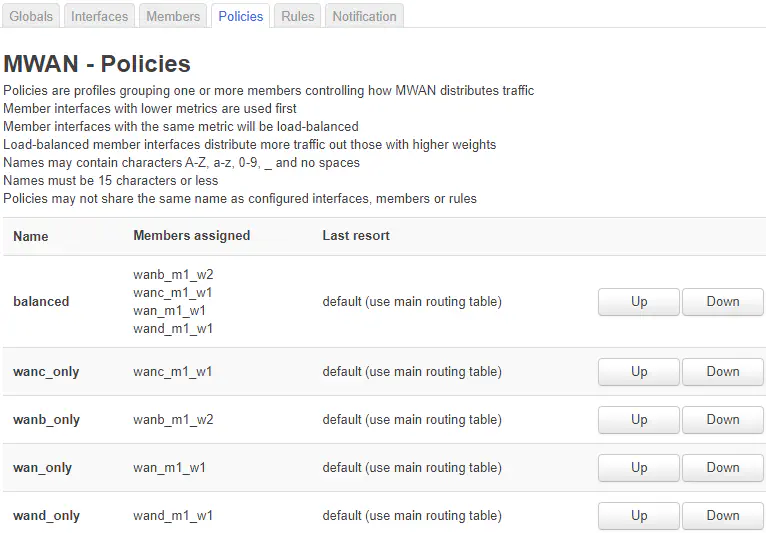 Globals Interfaces Members Policies Rules Notification
MWAN - Policies
Policies are profiles grouping one or more members controlling how MWAN distributes traffic
Member interfaces with lower metrics are used first
Member interfaces with the same metric will be load-balanced
Load-balanced member interfaces distribute more traffic out those with higher weights
Names may contain characters A-Z, a-z, 0-9, _ and no spaces
Names must be 15 characters or less
Policies may not share the same name as configured interfaces, members or rules
Name Members assigned Last resort
wanb_m1_w2
wanc_m1_w1
balanced default (use main routing table) Up Down
wan_m1_w1
wand_m1_w1
wanc_only wanc_m1_w1 default (use main routing table) Up Down
wanb_only wanb_m1_w2 default (use main routing table) Up Down
wan_only wan_m1_w1 default (use main routing table) Up Down
wand_only wand_m1_w1 default (use main routing table) Up Down